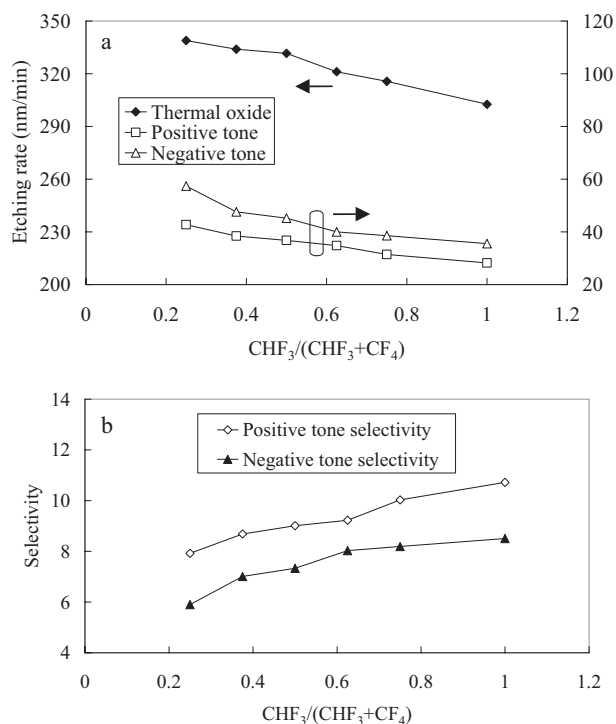 a
350
320
290
260
230
200
Etching rate (nm/min)
120
100
80
60
40
20
Thermal oxide
Positive tone
Negative tone
0 0.2 0.4 0.6 0.8 1 1.2
CHF3/(CHF3+CF4)
b
14
12
10
8
6
4
Selectivity
Positive tone selectivity
Negative tone selectivity
0 0.2 0.4 0.6 0.8 1 1.2
CHF3/(CHF3+CF4)